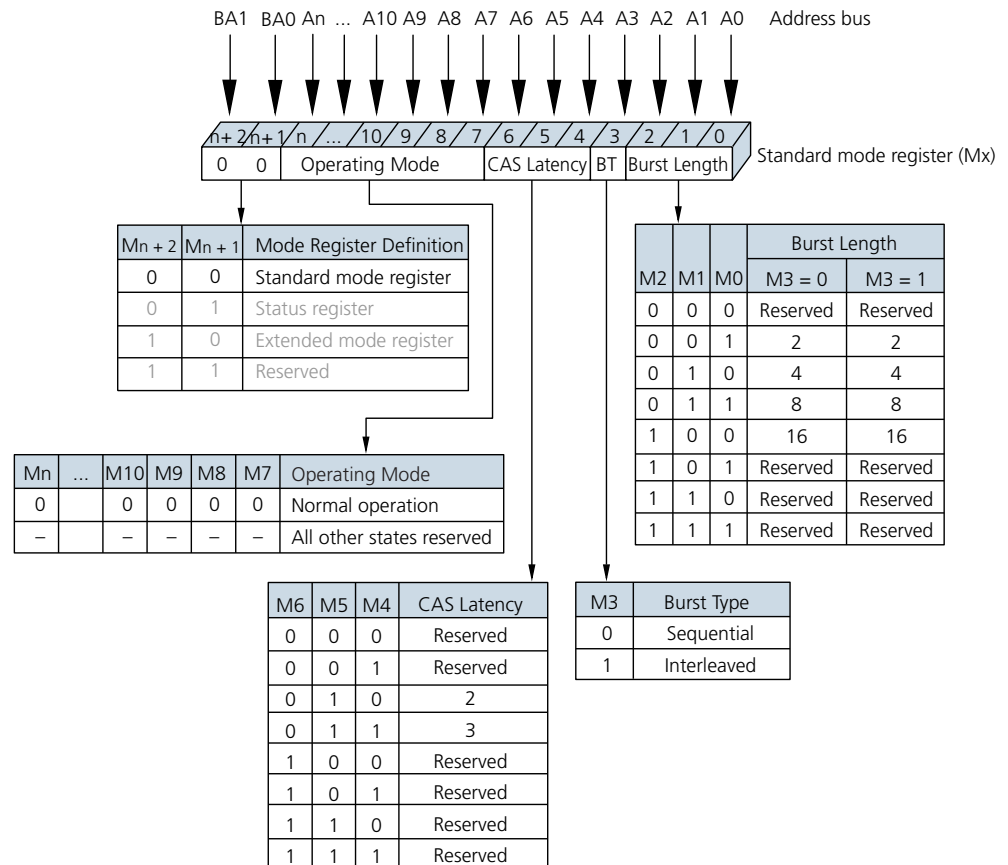 BA1 BA0 An ... A10 A9 A8 A7 A6 A5 A4 A3 A2 A1 A0 Address bus
n+ 2 n+ 1 n ... 10 9 8 7 6 5 4 3 2 1 0
0 0 Operating Mode CAS Latency BT Burst Length
Standard mode register (Mx)
Mn + 2 Mn + 1 Mode Register Definition
0 0 Standard mode register
0 1 Status register
1 0 Extended mode register
1 1 Reserved
Burst Length
M2 M1 M0 M3 = 0 M3 = 1
0 0 0 Reserved Reserved
0 0 1 2 2
0 1 0 4 4
0 1 1 8 8
1 0 0 16 16
1 0 1 Reserved Reserved
1 1 0 Reserved Reserved
1 1 1 Reserved Reserved
Mn ... M10 M9 M8 M7 Operating Mode
0 0 0 0 0 Normal operation
– – – – – All other states reserved
M6 M5 M4 CAS Latency
0 0 0 Reserved
0 0 1 Reserved
0 1 0 2
0 1 1 3
1 0 0 Reserved
1 0 1 Reserved
1 1 0 Reserved
1 1 1 Reserved
M3 Burst Type
0 Sequential
1 Interleaved